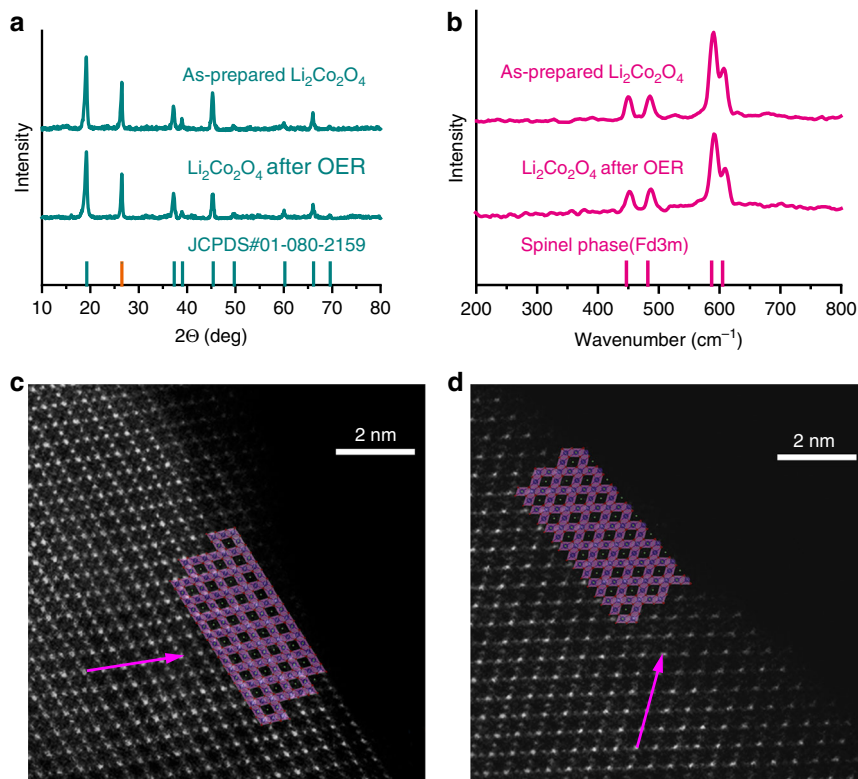 a
As-prepared Li₂Co₂O₄
Li₂Co₂O₄ after OER
JCPDS#01-080-2159
Intensity
10 20 30 40 50 60 70 80
2Θ (deg)
b
As-prepared Li₂Co₂O₄
Li₂Co₂O₄ after OER
Spinel phase(Fd3m)
Intensity
200 300 400 500 600 700 800
Wavenumber (cm⁻¹)
c
2 nm
d
2 nm